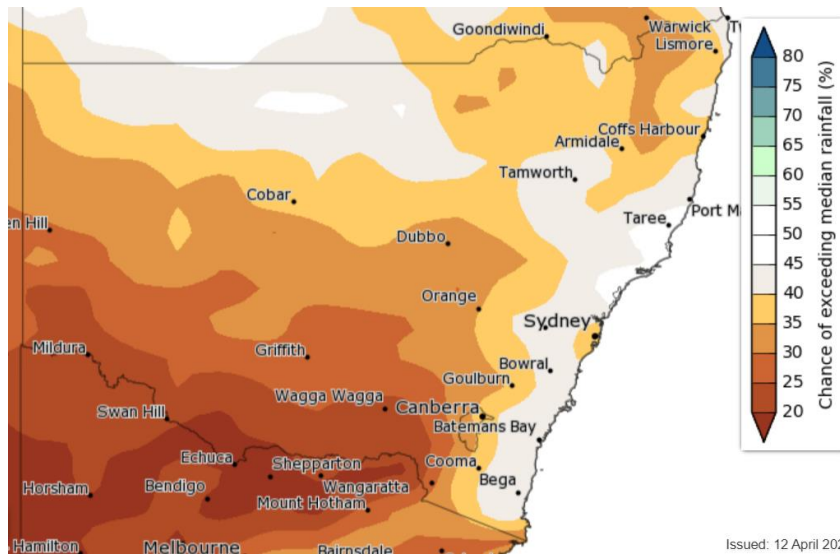 Goondiwindi
Warwick
Lismore
Coffs Harbour
Armidale
Tamworth
Cobar
Taree
Port M
en Hill
Dubbo
Orange
Sydney
Mildura
Griffith
Bowral
Goulburn
Wagga Wagga
Canberra
Swan Hill
Batemans Bay
Echuca
Shepparton
Cooma
Horsham
Bendigo
Wangaratta
Bega
Mount Hotham
Hamilton
Melbourne
Bairnsdale
80
75
70
65
60
55
50
45
40
35
30
25
20
Chance of exceeding median rainfall (%)
Issued: 12 April 202